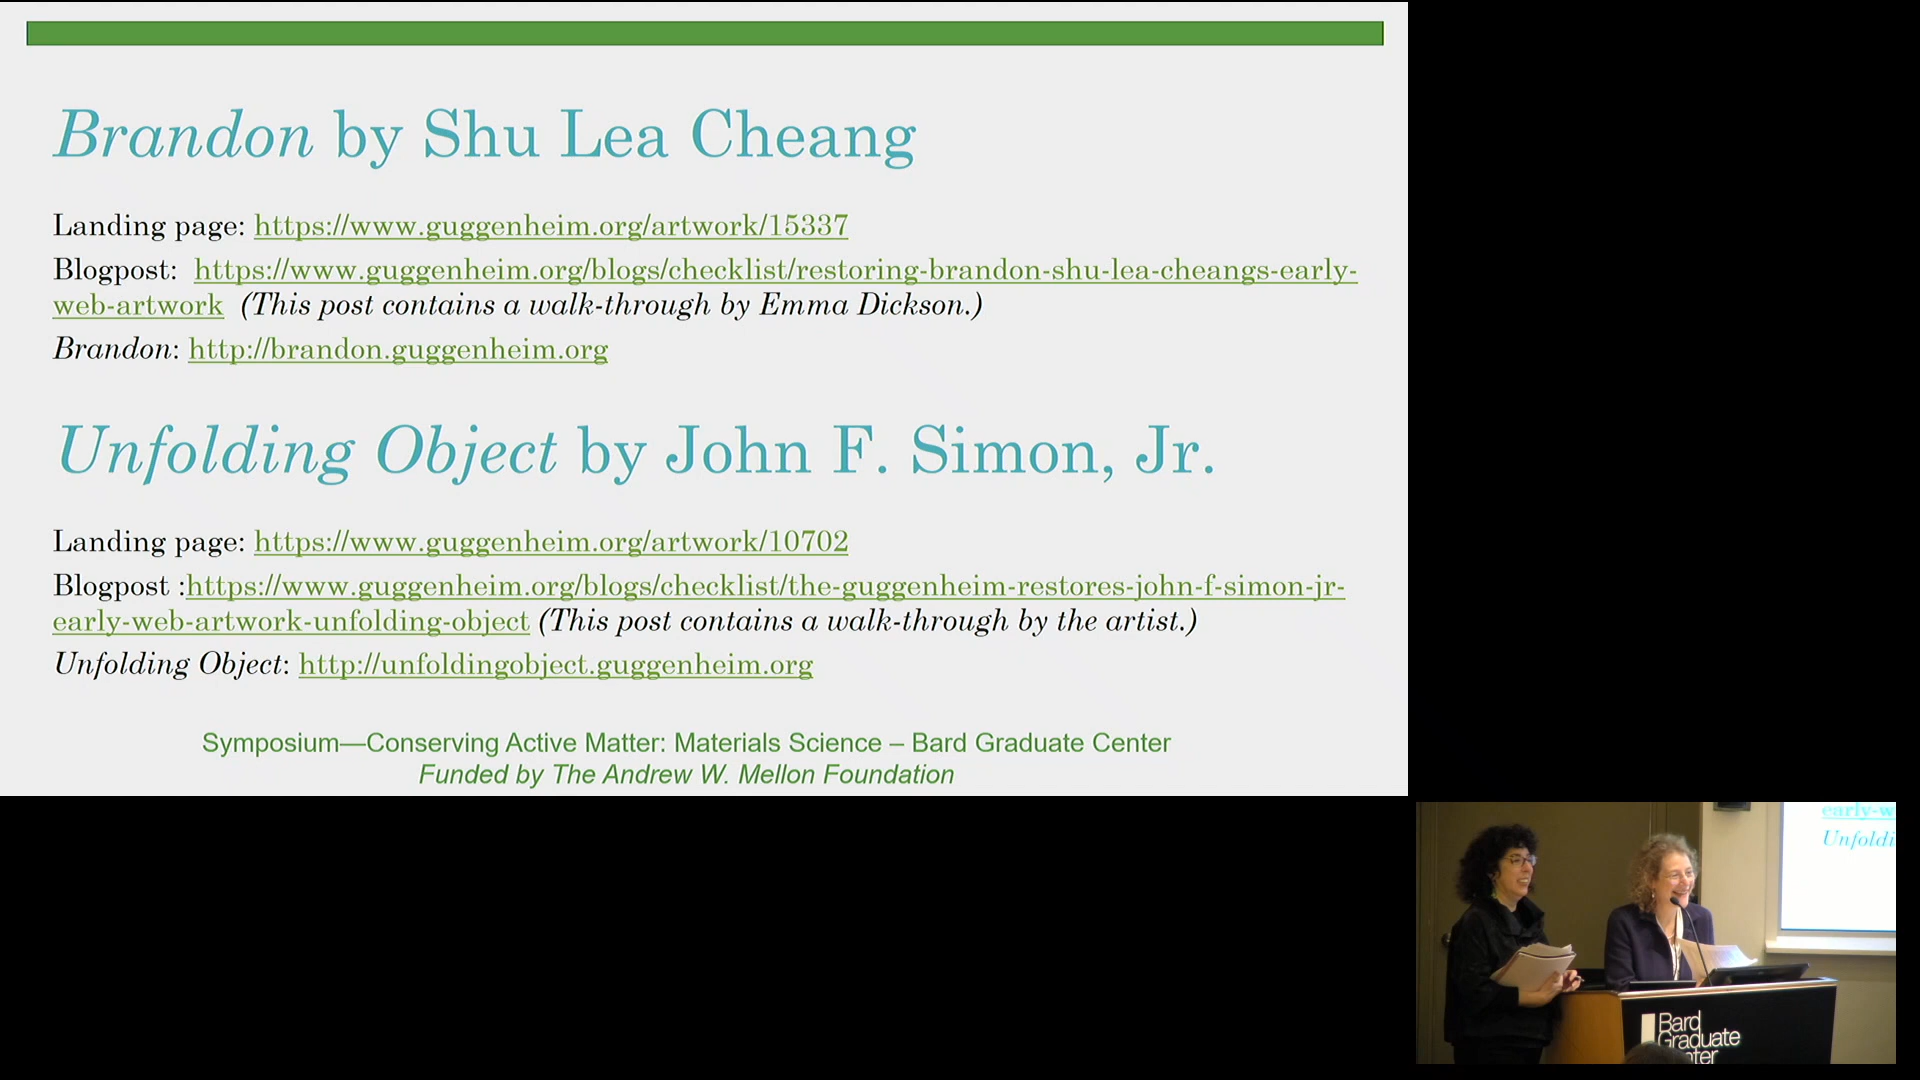 Brandon by Shu Lea Cheang
Landing page: https://www.guggenheim.org/artwork/15337
Blogpost: https://www.guggenheim.org/blogs/checklist/restoring-brandon-shu-lea-cheangs-early-
web-artwork (This post contains a walk-through by Emma Dickson.)
Brandon: http://brandon.guggenheim.org
Unfolding Object by John F. Simon, Jr.
Landing page: https://www.guggenheim.org/artwork/10702
Blogpost :https://www.guggenheim.org/blogs/checklist/the-guggenheim-restores-john-f-simon-jr-
early-web-artwork-unfolding-object (This post contains a walk-through by the artist.)
Unfolding Object: http://unfoldingobject.guggenheim.org
Symposium—Conserving Active Matter: Materials Science – Bard Graduate Center
Funded by The Andrew W. Mellon Foundation
early-w
Unfoldi
Bard
Graduate
nter